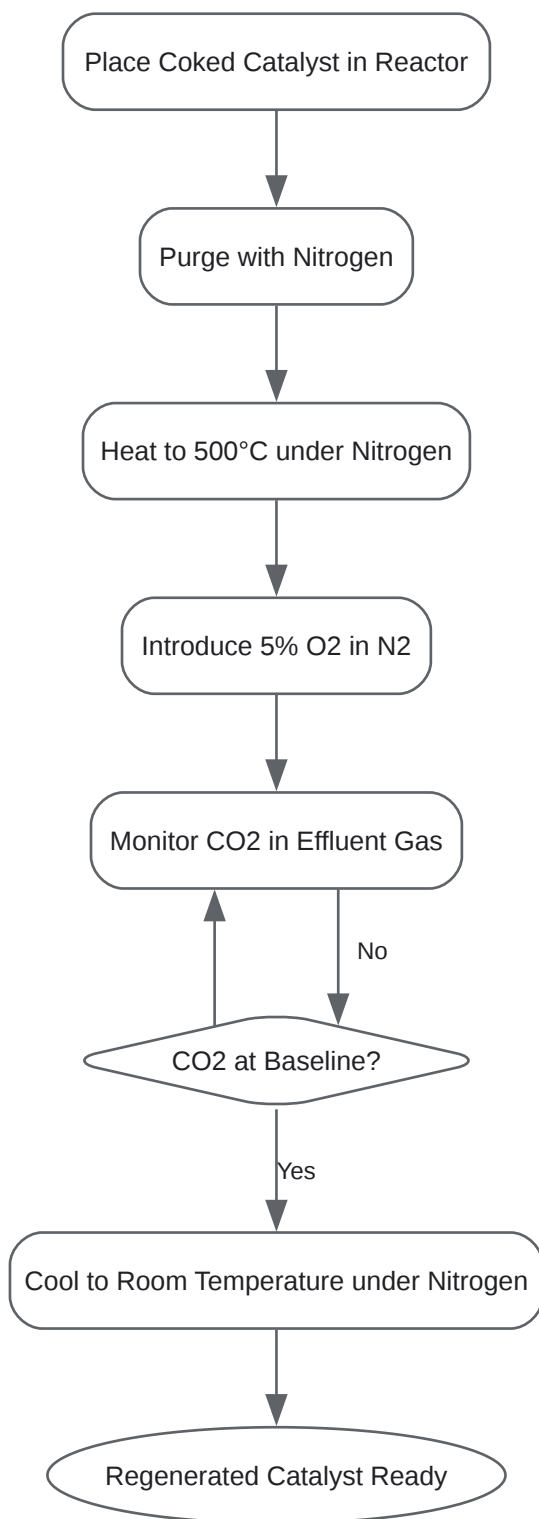 Place Coked Catalyst in Reactor
Purge with Nitrogen
Heat to 500°C under Nitrogen
Introduce 5% O2 in N2
Monitor CO2 in Effluent Gas
No
CO2 at Baseline?
Yes
Cool to Room Temperature under Nitrogen
Regenerated Catalyst Ready